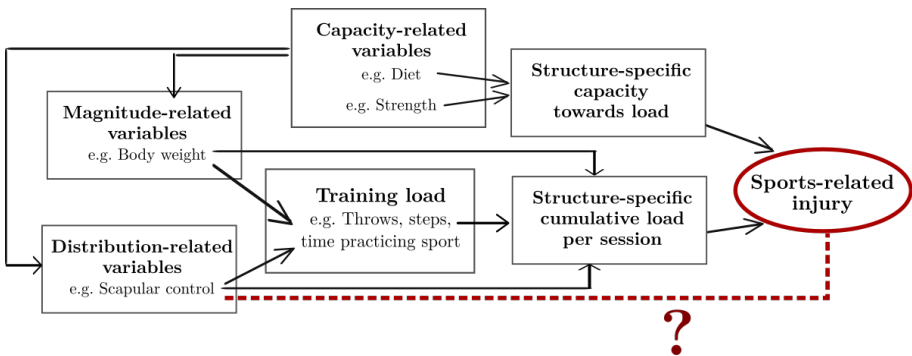 Capacity-related
variables
e.g. Diet
e.g. Strength
Structure-specific
capacity
towards load
Magnitude-related
variables
e.g. Body weight
Training load
e.g. Throws, steps,
time practicing sport
Structure-specific
cumulative load
per session
Sports-related
injury
Distribution-related
variables
e.g. Scapular control
?